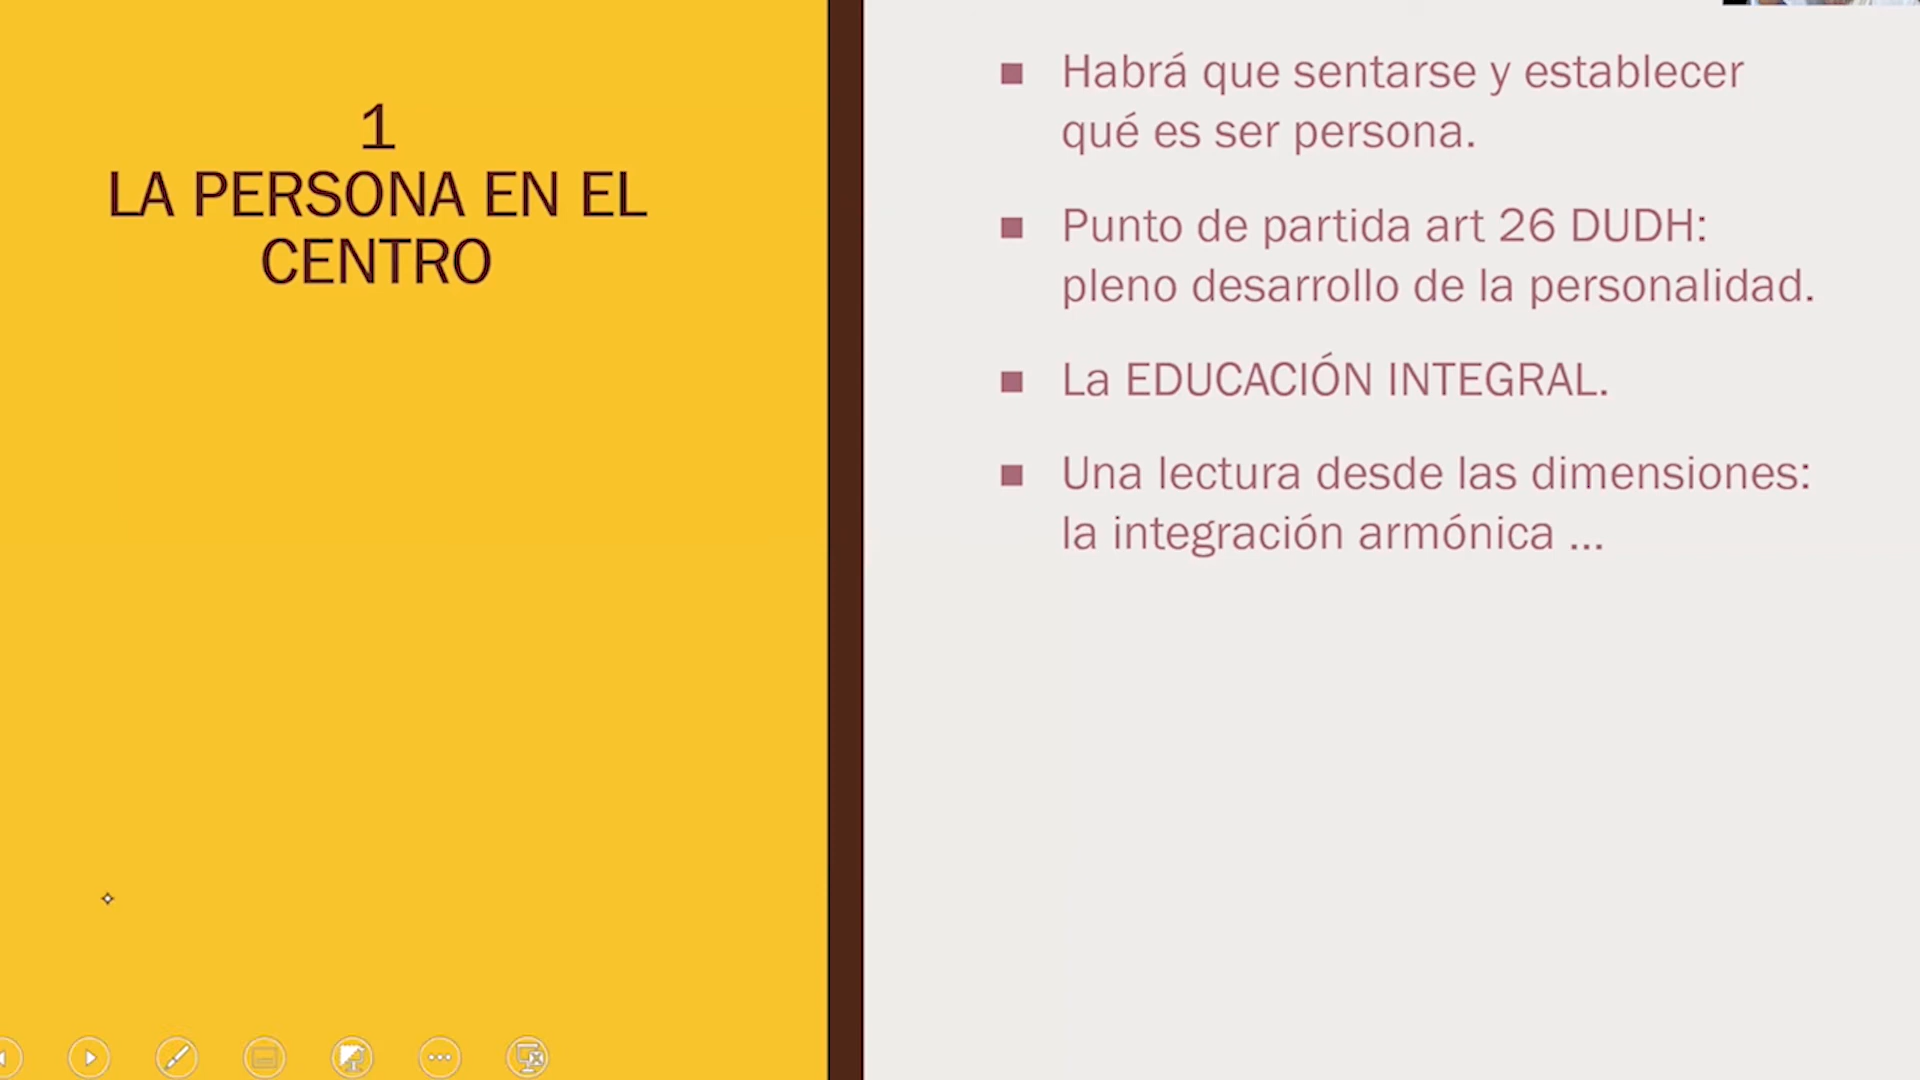 1
LA PERSONA EN EL
CENTRO
Habrá que sentarse y establecer
qué es ser persona.
Punto de partida art 26 DUDH:
pleno desarrollo de la personalidad.
La EDUCACIÓN INTEGRAL.
Una lectura desde las dimensiones:
la integración armónica ...